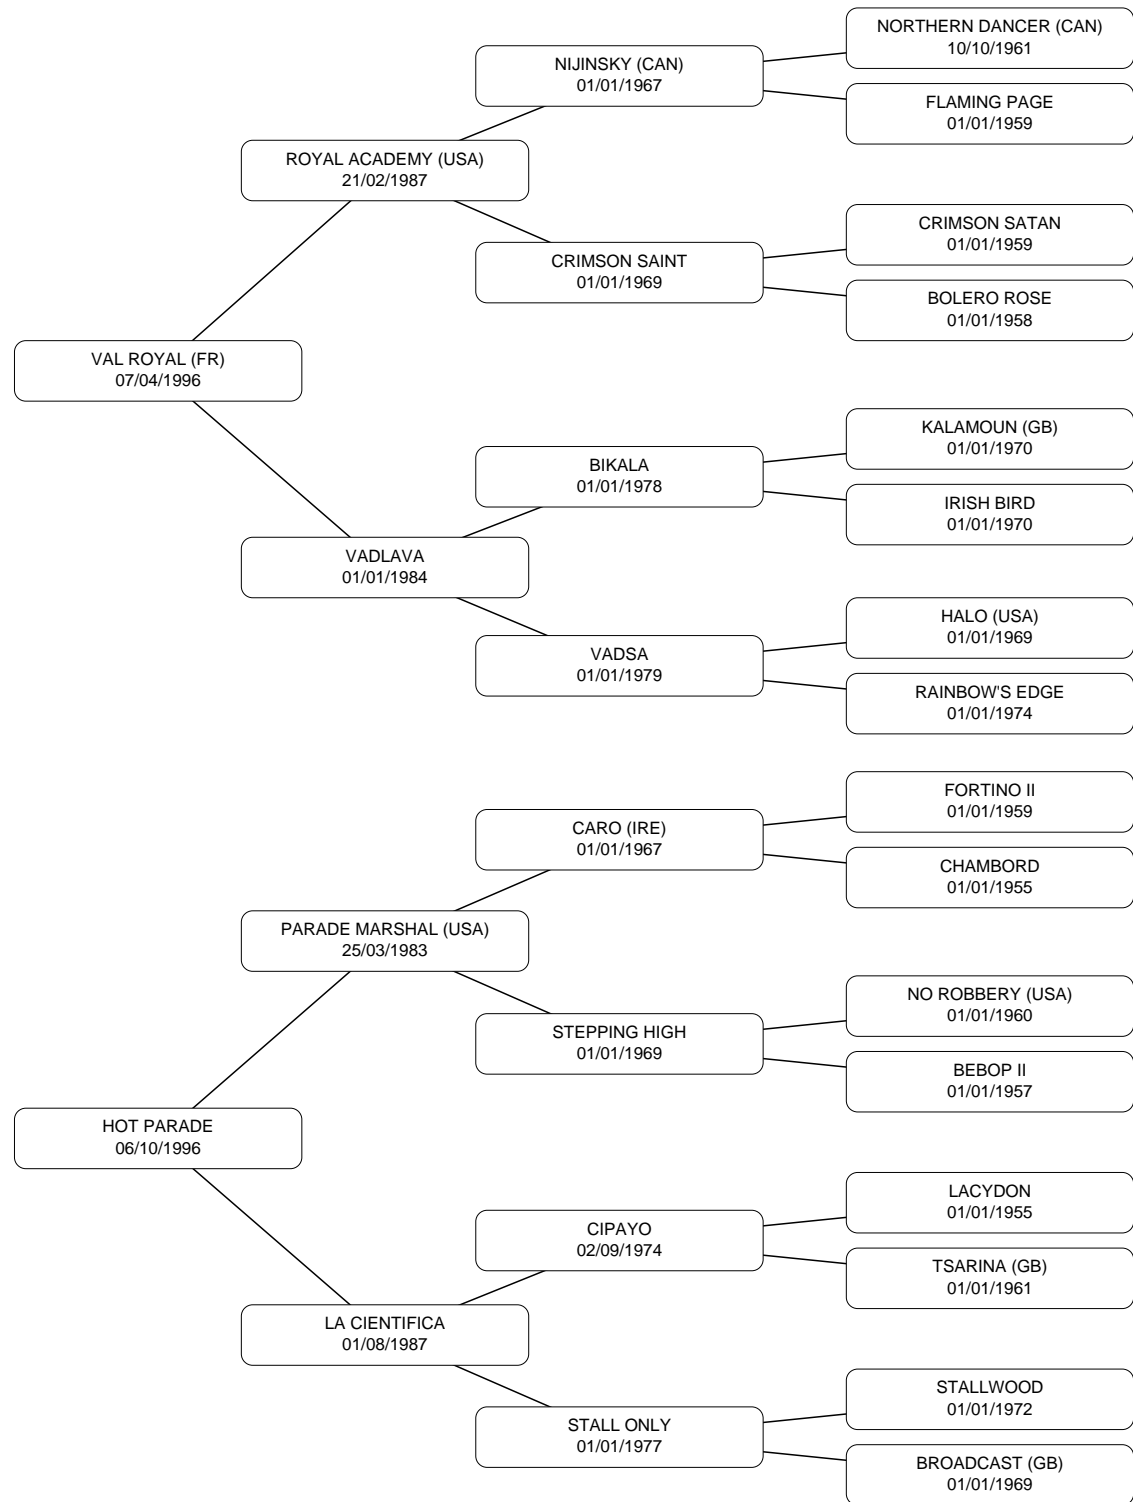 NORTHERN DANCER (CAN)
10/10/1961
NIJINSKY (CAN)
01/01/1967
FLAMING PAGE
01/01/1959
ROYAL ACADEMY (USA)
21/02/1987
CRIMSON SATAN
01/01/1959
CRIMSON SAINT
01/01/1969
BOLERO ROSE
01/01/1958
VAL ROYAL (FR)
07/04/1996
KALAMOUN (GB)
01/01/1970
BIKALA
01/01/1978
IRISH BIRD
01/01/1970
VADLAVA
01/01/1984
HALO (USA)
01/01/1969
VADSA
01/01/1979
RAINBOW'S EDGE
01/01/1974
FORTINO II
01/01/1959
CARO (IRE)
01/01/1967
CHAMBORD
01/01/1955
PARADE MARSHAL (USA)
25/03/1983
NO ROBBERY (USA)
01/01/1960
STEPPING HIGH
01/01/1969
BEBOP II
01/01/1957
HOT PARADE
06/10/1996
LACYDON
01/01/1955
CIPAYO
02/09/1974
TSARINA (GB)
01/01/1961
LA CIENTIFICA
01/08/1987
STALLWOOD
01/01/1972
STALL ONLY
01/01/1977
BROADCAST (GB)
01/01/1969